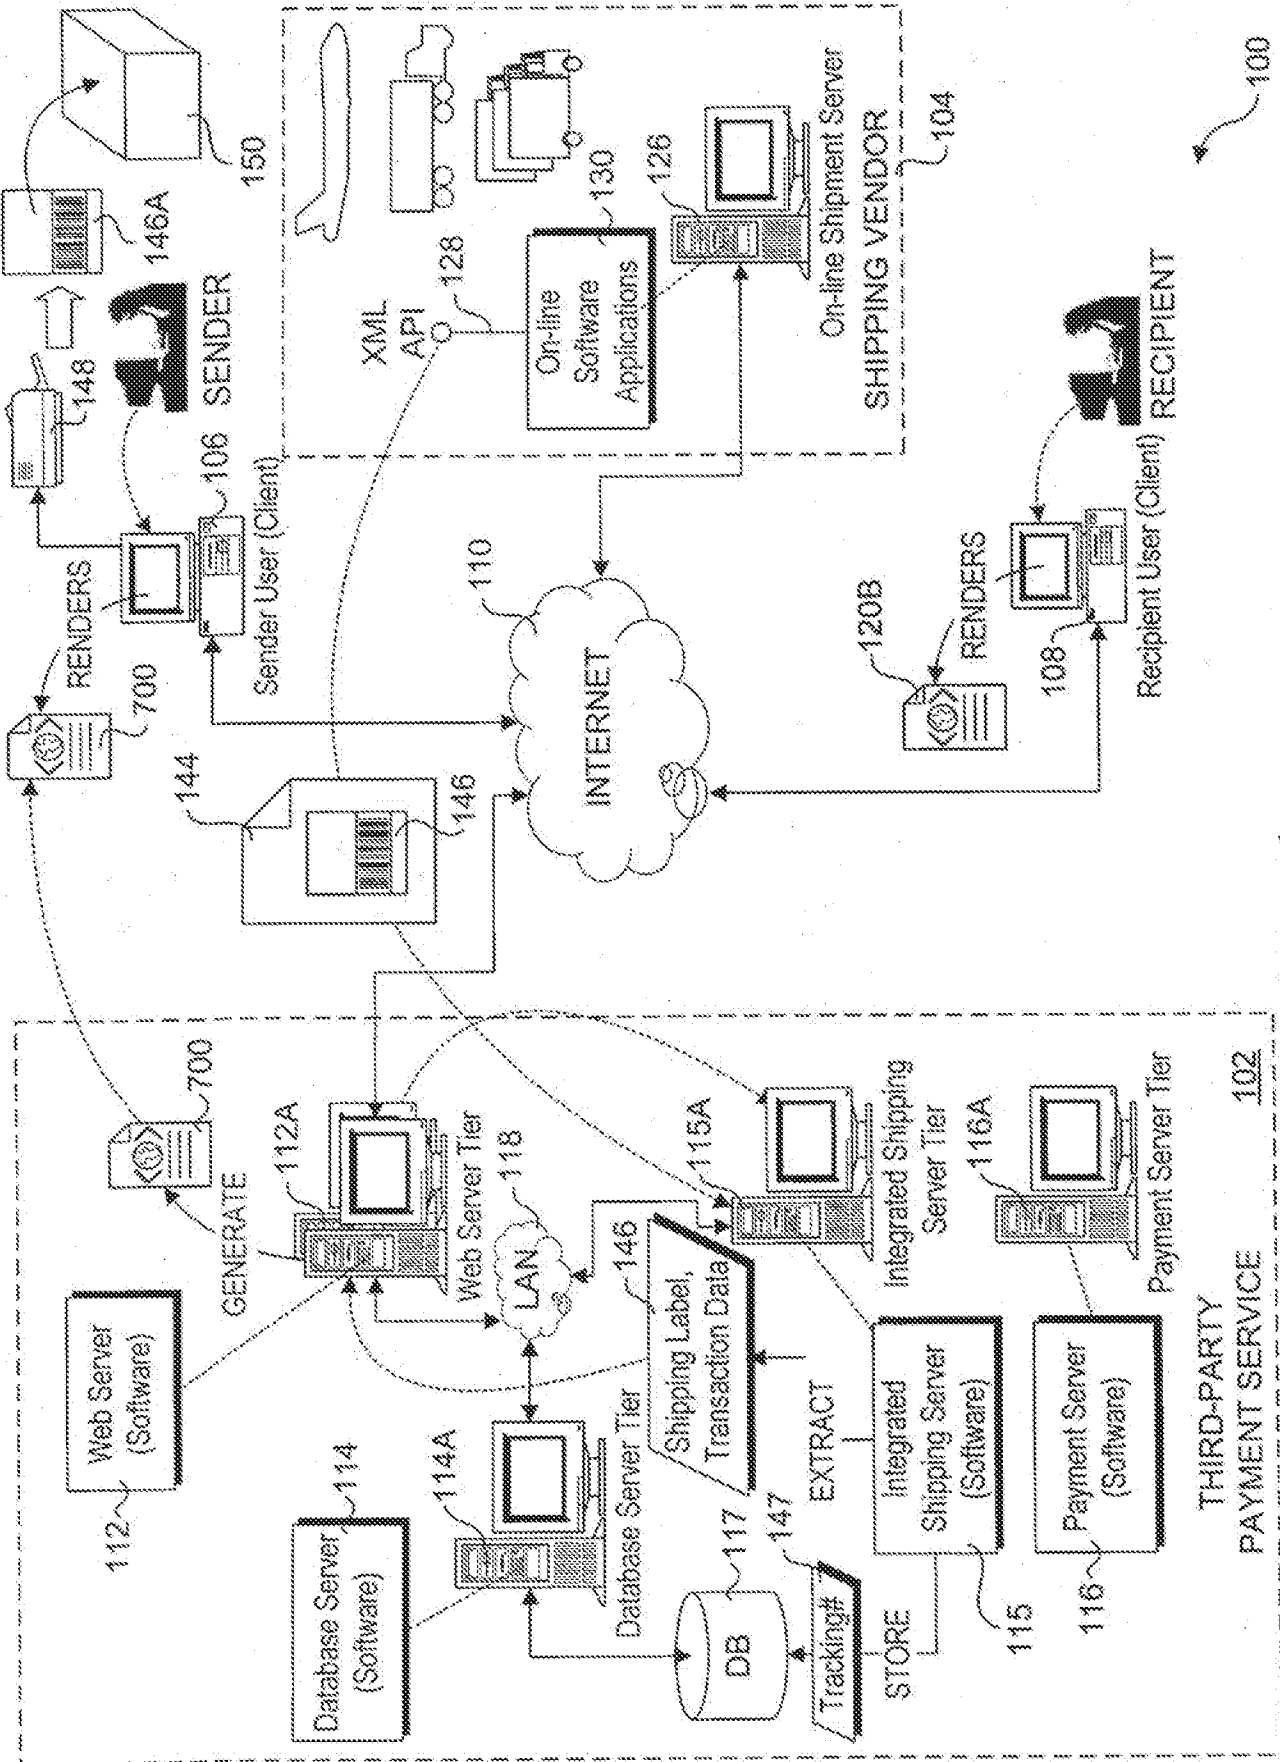 150
146A
148
SENDER
106
Sender User (Client)
RENDERS
700
700
144
146
XML
API
128
130
On-line
Software
Applications
126
On-line Shipment Server
SHIPPING VENDOR
104
110
INTERNET
120B
RENDERS
108
Recipient User (Client)
RECIPIENT
100
Web Server
(Software)
112
GENERATE
112A
Web Server Tier
118
LAN
Database Server
(Software)
114
114A
Database Server Tier
117
DB
147
Tracking#
STORE
146
Shipping Label,
Transaction Data
EXTRACT
115A
Integrated Shipping
Server Tier
Integrated
Shipping Server
(Software)
115
116A
Payment Server Tier
Payment Server
(Software)
116
THIRD-PARTY
PAYMENT SERVICE
102